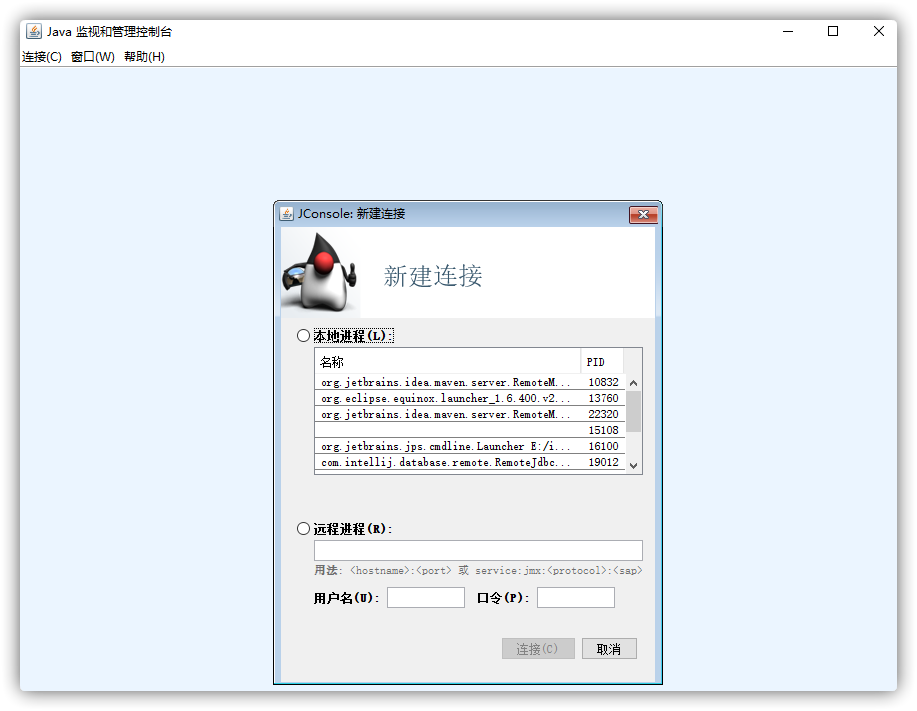 Java 监视和管理控制台
连接(C) 窗口(W) 帮助(H)
JConsole: 新建连接
新建连接
本地进程(L):
名称 PID
org.jetbrains.idea.maven.server.RemoteM... 10832
org.eclipse.equinox.launcher_1.6.400.v2... 13760
org.jetbrains.idea.maven.server.RemoteM... 22320
15108
org.jetbrains.jps.cmdline.Launcher E:/i... 16100
com.intellij.database.remote.RemoteJdbc... 19012
远程进程(R):
用法: <hostname>:<port> 或 service:jmx:<protocol>:<sap>
用户名(U): 口令(P):
连接(C) 取消